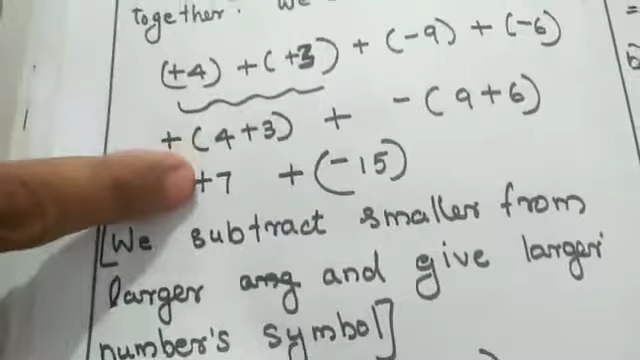 together. We
(+4) + (+3) + (-9) + (-6)
+ (4+3) + - (9+6)
+7 + (-15)
[We subtract smaller from
larger and give larger
number's symbol]